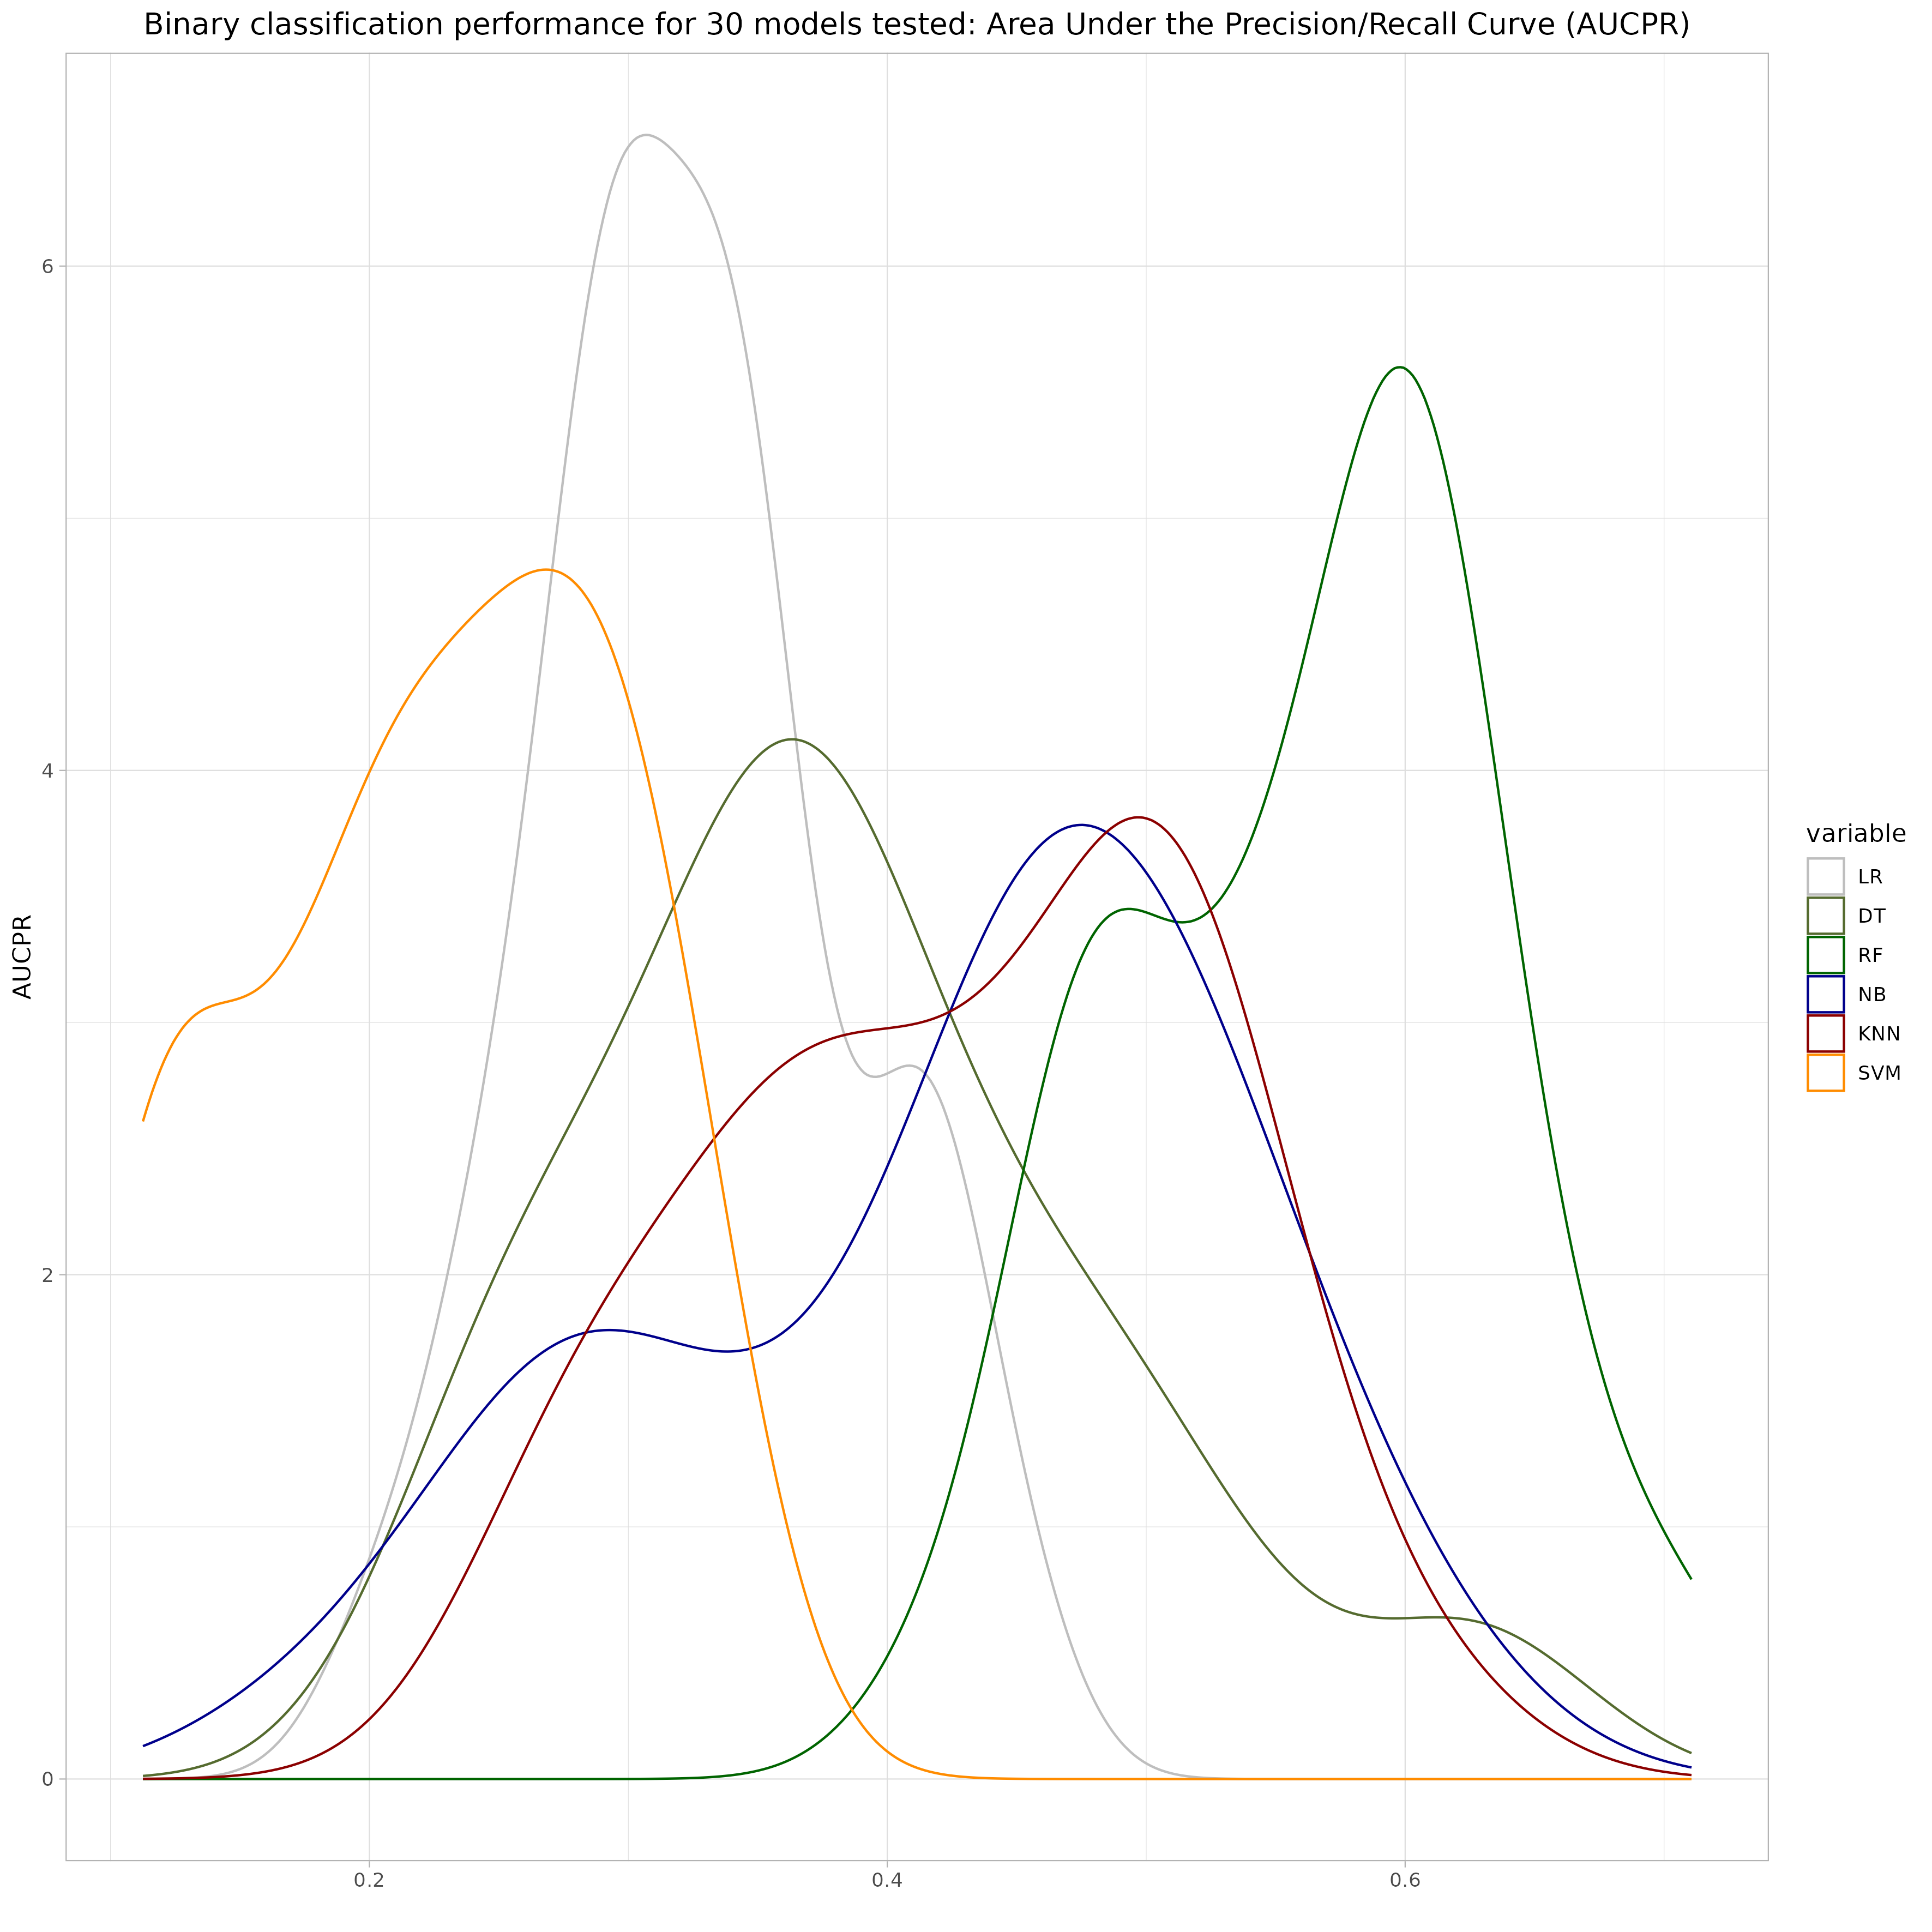 Binary classification performance for 30 models tested: Area Under the Precision/Recall Curve (AUCPR)
6
4
2
0
AUCPR
0.2
0.4
0.6
variable
LR
DT
RF
NB
KNN
SVM